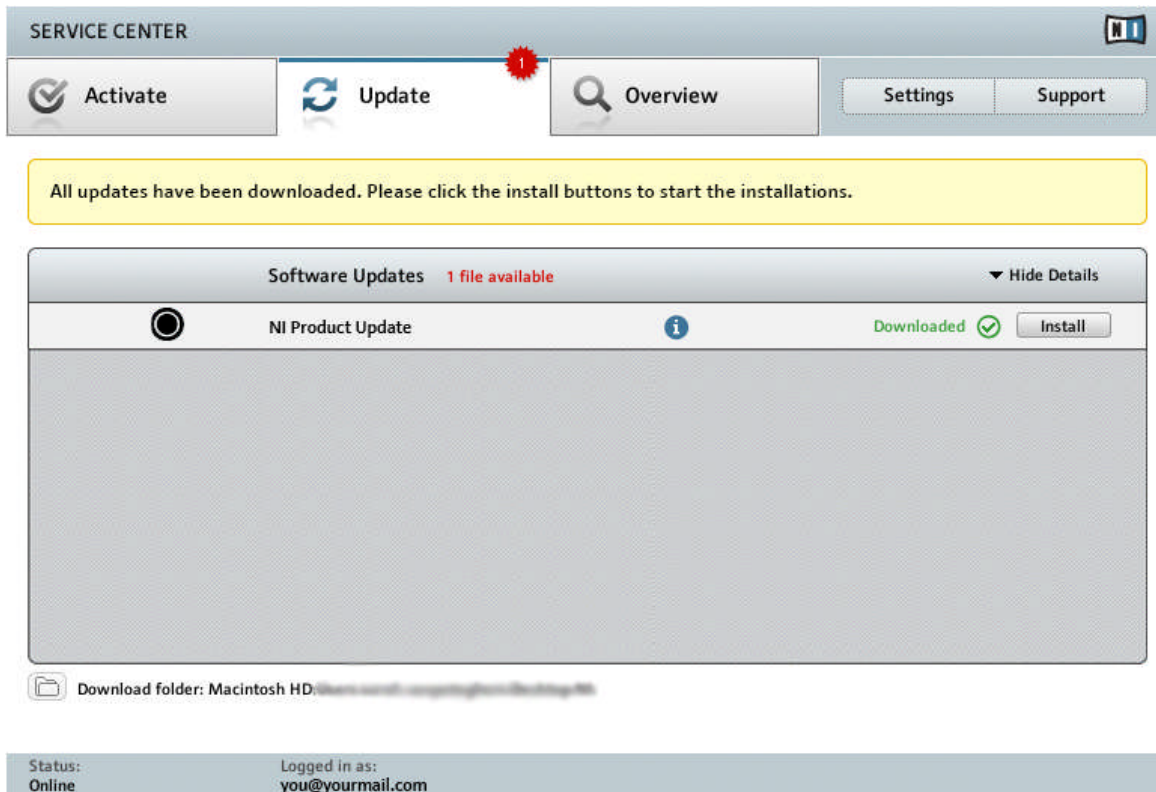 SERVICE CENTER
NI
Activate
Update
1
Overview
Settings
Support
All updates have been downloaded. Please click the install buttons to start the installations.
Software Updates 1 file available Hide Details
NI Product Update i Downloaded Install
Download folder: Macintosh HD:
Status: Logged in as:
Online you@yourmail.com